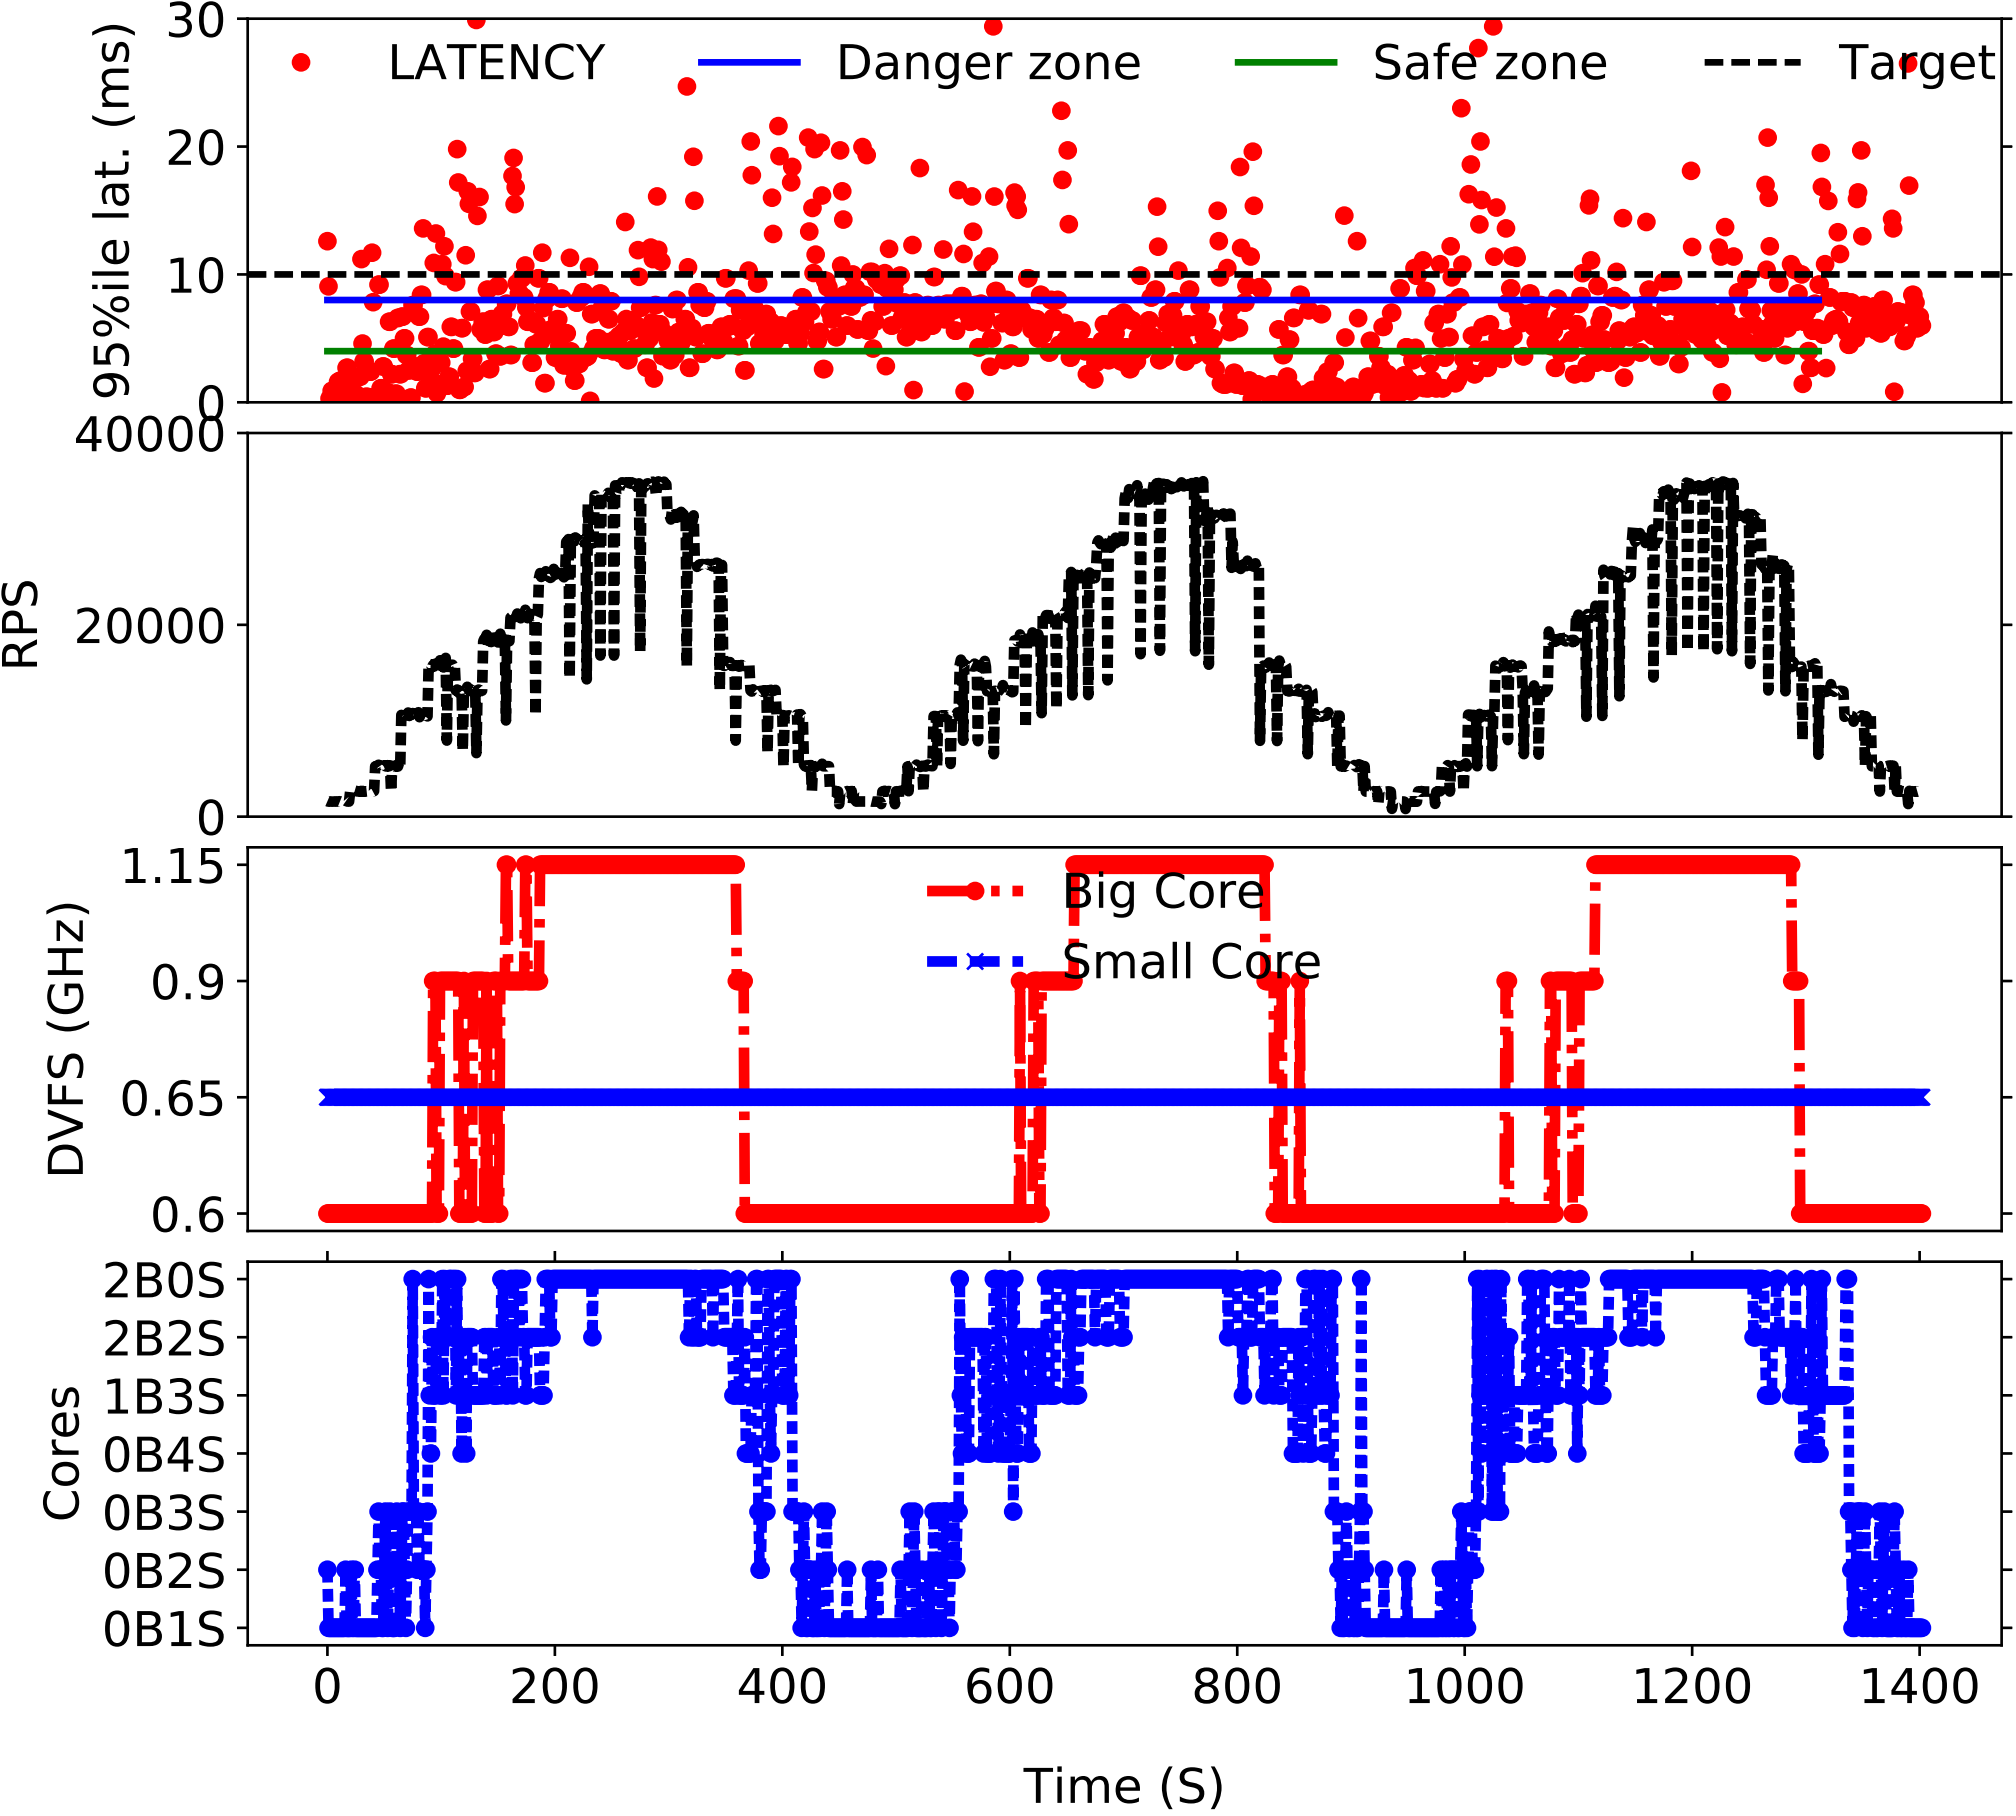 30
20
10
0
95%ile lat. (ms)
LATENCY
Danger zone
Safe zone
Target
40000
20000
0
RPS
1.15
0.9
0.65
0.6
DVFS (GHz)
Big Core
Small Core
2B0S
2B2S
1B3S
0B4S
0B3S
0B2S
0B1S
Cores
0 200 400 600 800 1000 1200 1400
Time (S)